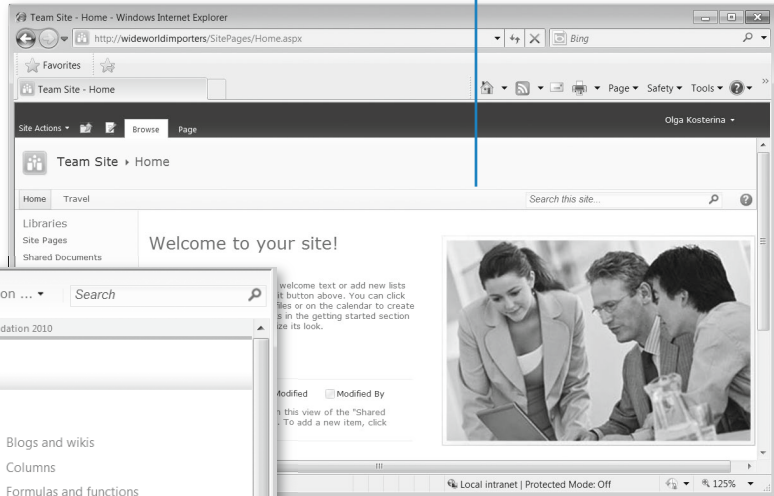 Team Site - Home - Windows Internet Explorer
http://wideworldimporters/SitePages/Home.aspx
Bing
Favorites
Team Site - Home
Page Safety Tools
Site Actions Browse Page Olga Kosterina
Team Site Home
Home Travel Search this site...
Libraries
Site Pages
Shared Documents
Welcome to your site!
welcome text or add new lists
it button above. You can click
files or on the calendar to create
s in the getting started section
ize its look.
Modified Modified By
this view of the "Shared
. To add a new item, click
on ... Search
dation 2010
Blogs and wikis
Columns
Formulas and functions
Local intranet | Protected Mode: Off 125%